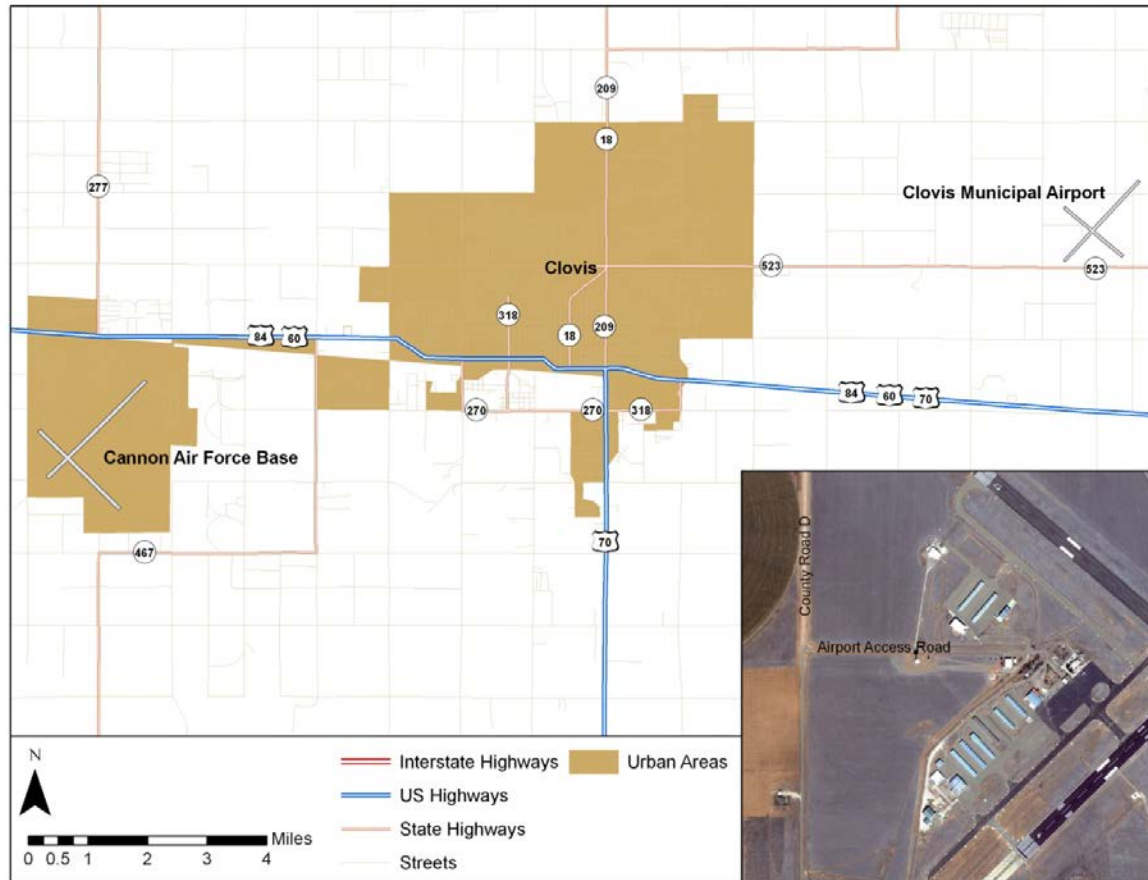 209
18
277
Clovis Municipal Airport
Clovis
523
523
318
18
209
84
60
84
60
70
270
270
318
Cannon Air Force Base
467
70
County Road D
Airport Access Road
N
Interstate Highways
Urban Areas
US Highways
State Highways
Streets
Miles
0 0.5 1 2 3 4